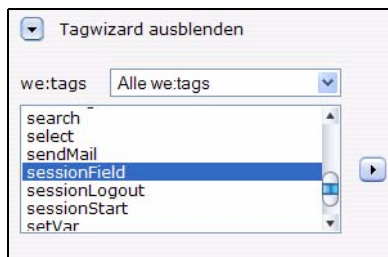 Tagwizard ausblenden
we:tags Alle we:tags
search
select
sendMail
sessionField
sessionLogout
sessionStart
setVar